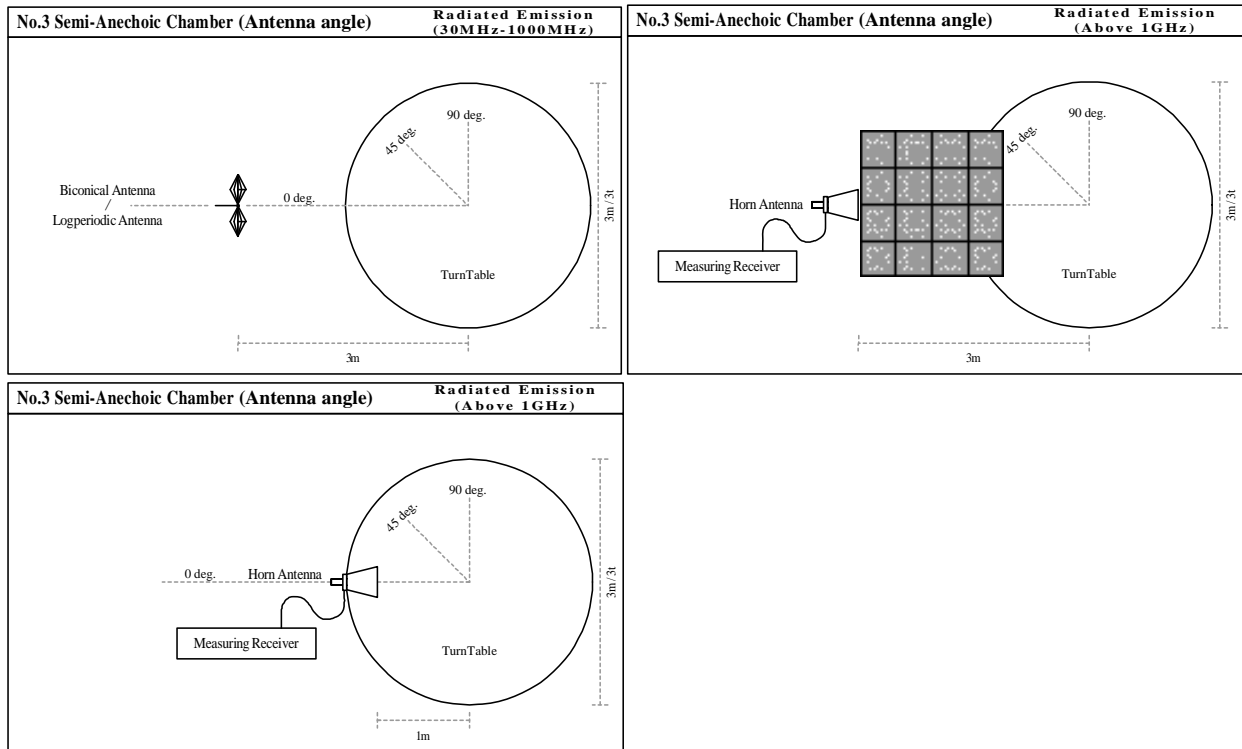 No.3 Semi-Anechoic Chamber (Antenna angle)
Radiated Emission
(30MHz-1000MHz)
90 deg.
45 deg.
0 deg.
Biconical Antenna
/
Logperiodic Antenna
TurnTable
3m / 3t
3m
No.3 Semi-Anechoic Chamber (Antenna angle)
Radiated Emission
(Above 1GHz)
90 deg.
45 deg.
Horn Antenna
Measuring Receiver
TurnTable
3m / 3t
3m
No.3 Semi-Anechoic Chamber (Antenna angle)
Radiated Emission
(Above 1GHz)
90 deg.
45 deg.
0 deg.
Horn Antenna
Measuring Receiver
TurnTable
3m / 3t
1m